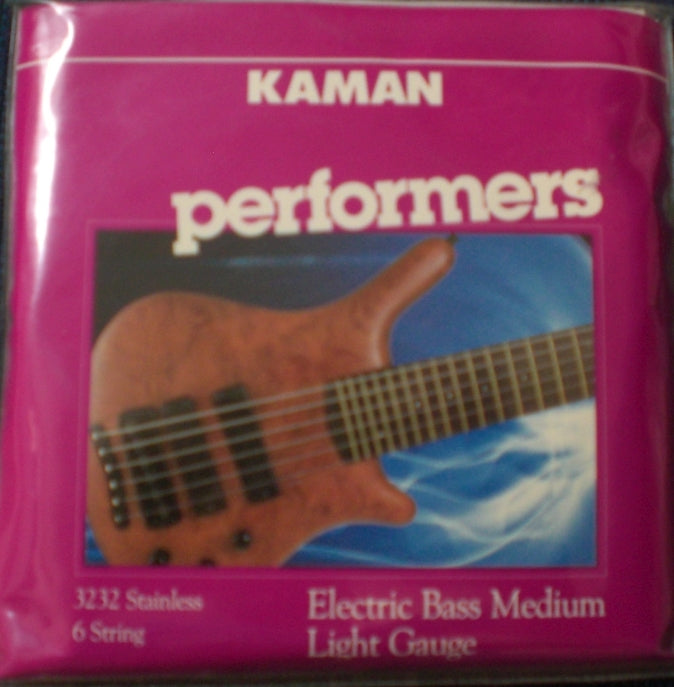 KAMAN
performers
3232 Stainless
6 String
Electric Bass Medium
Light Gauge